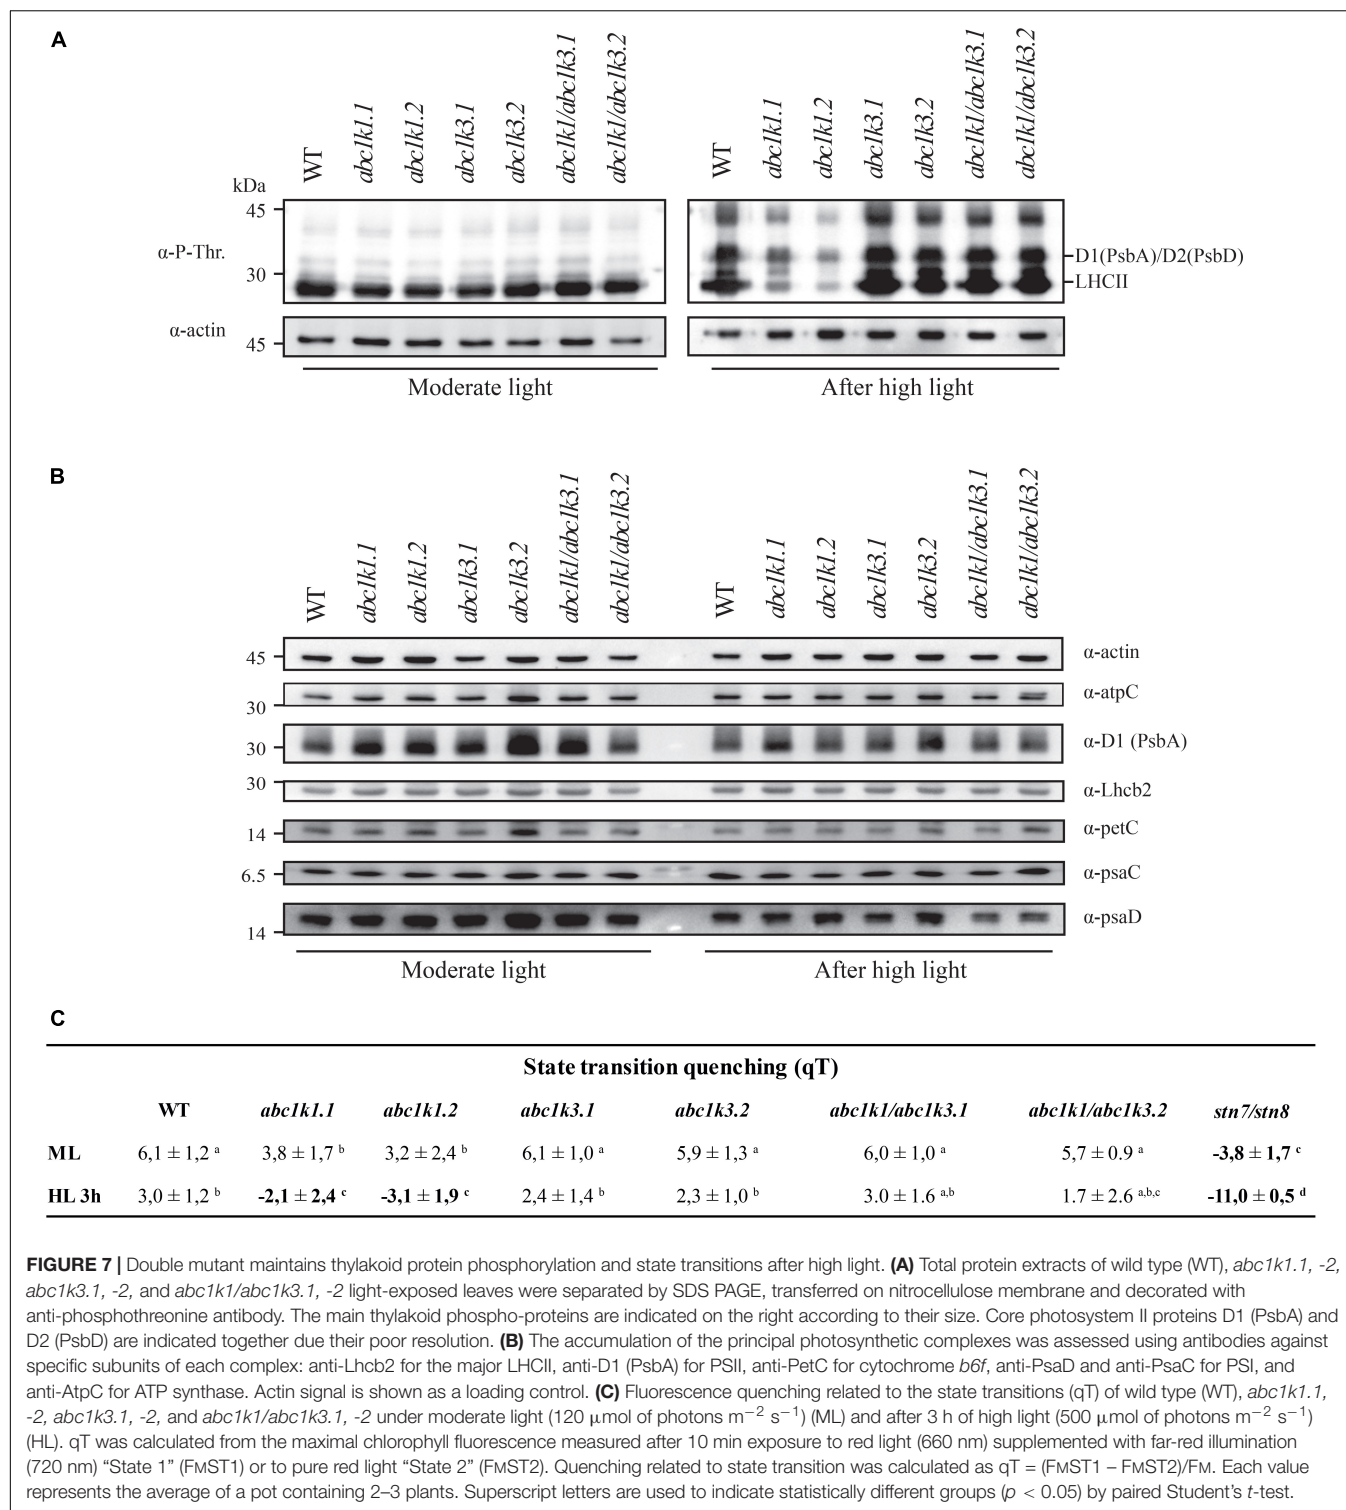 A
WT abc1k1.1 abc1k1.2 abc1k3.1 abc1k3.2 abc1k1/abc1k3.1 abc1k1/abc1k3.2 WT abc1k1.1 abc1k1.2 abc1k3.1 abc1k3.2 abc1k1/abc1k3.1 abc1k1/abc1k3.2
kDa
45
α-P-Thr. D1(PsbA)/D2(PsbD)
30 LHCII
α-actin
45
Moderate light After high light
B
WT abc1k1.1 abc1k1.2 abc1k3.1 abc1k3.2 abc1k1/abc1k3.1 abc1k1/abc1k3.2 WT abc1k1.1 abc1k1.2 abc1k3.1 abc1k3.2 abc1k1/abc1k3.1 abc1k1/abc1k3.2
45 α-actin
30 α-atpC
30 α-D1 (PsbA)
30 α-Lhcb2
14 α-petC
6.5 α-psaC
14 α-psaD
Moderate light After high light
C
State transition quenching (qT)
WT abc1k1.1 abc1k1.2 abc1k3.1 abc1k3.2 abc1k1/abc1k3.1 abc1k1/abc1k3.2 stn7/stn8
ML 6,1 ± 1,2 a 3,8 ± 1,7 b 3,2 ± 2,4 b 6,1 ± 1,0 a 5,9 ± 1,3 a 6,0 ± 1,0 a 5,7 ± 0.9 a -3,8 ± 1,7 c
HL 3h 3,0 ± 1,2 b -2,1 ± 2,4 c -3,1 ± 1,9 c 2,4 ± 1,4 b 2,3 ± 1,0 b 3.0 ± 1.6 a,b 1.7 ± 2.6 a,b,c -11,0 ± 0,5 d
FIGURE 7 | Double mutant maintains thylakoid protein phosphorylation and state transitions after high light. (A) Total protein extracts of wild type (WT), abc1k1.1, -2,
abc1k3.1, -2, and abc1k1/abc1k3.1, -2 light-exposed leaves were separated by SDS PAGE, transferred on nitrocellulose membrane and decorated with
anti-phosphothreonine antibody. The main thylakoid phospho-proteins are indicated on the right according to their size. Core photosystem II proteins D1 (PsbA) and
D2 (PsbD) are indicated together due their poor resolution. (B) The accumulation of the principal photosynthetic complexes was assessed using antibodies against
specific subunits of each complex: anti-Lhcb2 for the major LHCII, anti-D1 (PsbA) for PSII, anti-PetC for cytochrome b6f, anti-PsaD and anti-PsaC for PSI, and
anti-AtpC for ATP synthase. Actin signal is shown as a loading control. (C) Fluorescence quenching related to the state transitions (qT) of wild type (WT), abc1k1.1,
-2, abc1k3.1, -2, and abc1k1/abc1k3.1, -2 under moderate light (120 μmol of photons m−2 s−1) (ML) and after 3 h of high light (500 μmol of photons m−2 s−1)
(HL). qT was calculated from the maximal chlorophyll fluorescence measured after 10 min exposure to red light (660 nm) supplemented with far-red illumination
(720 nm) “State 1” (FMST1) or to pure red light “State 2” (FMST2). Quenching related to state transition was calculated as qT = (FMST1 – FMST2)/FM. Each value
represents the average of a pot containing 2–3 plants. Superscript letters are used to indicate statistically different groups (p < 0.05) by paired Student’s t-test.